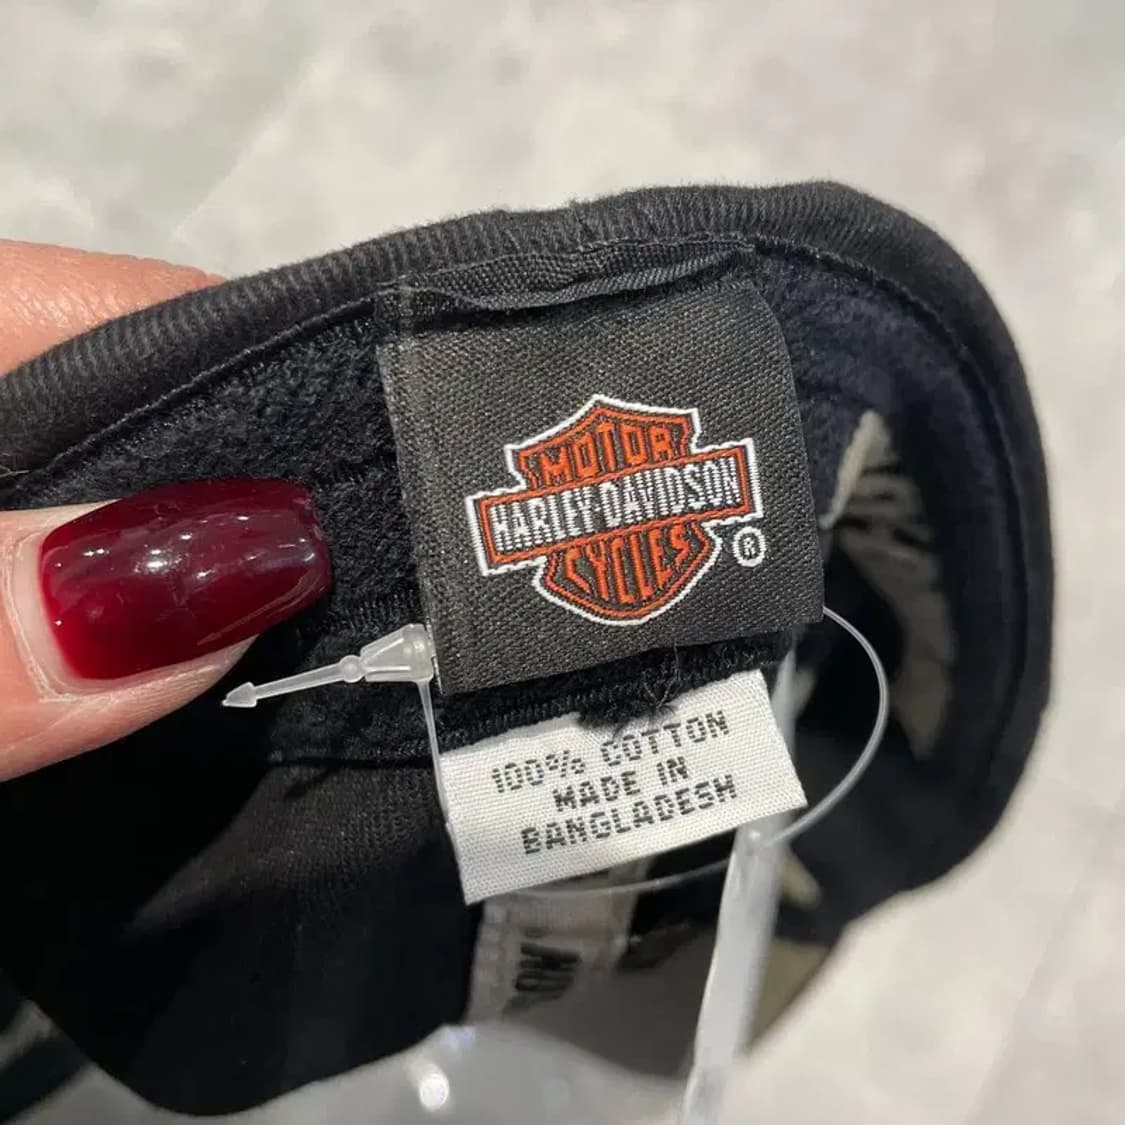 MOTOR
HARLEY-DAVIDSON
CYCLES
®
100% COTTON
MADE IN
BANGLADESH